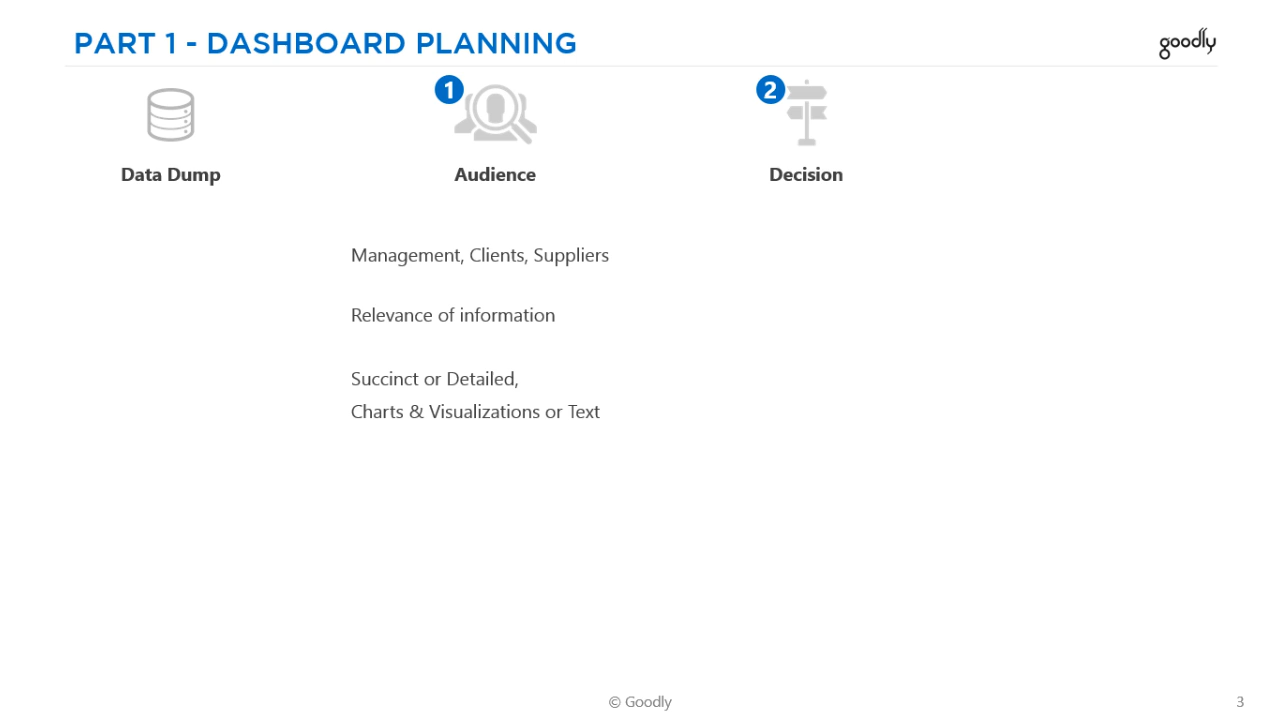 PART 1 - DASHBOARD PLANNING
goodly
1
2
Data Dump
Audience
Decision
Management, Clients, Suppliers
Relevance of information
Succinct or Detailed,
Charts & Visualizations or Text
© Goodly
3